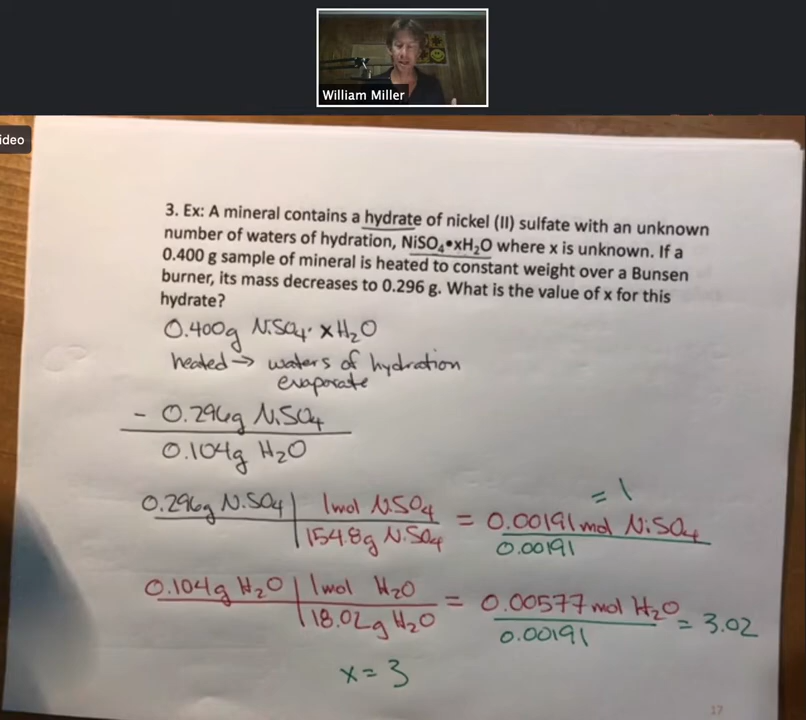 William Miller
ideo
3. Ex: A mineral contains a hydrate of nickel (II) sulfate with an unknown
number of waters of hydration, NiSO₄•xH₂O where x is unknown. If a
0.400 g sample of mineral is heated to constant weight over a Bunsen
burner, its mass decreases to 0.296 g. What is the value of x for this
hydrate?
0.400g NiSO₄· xH₂O
heated → waters of hydration
evaporate
- 0.296g NiSO₄
0.104g H₂O
= 1
0.296g NiSO₄ | 1mol NiSO₄ = 0.00191 mol NiSO₄
154.8g NiSO₄ 0.00191
0.104g H₂O | 1mol H₂O = 0.00577 mol H₂O = 3.02
18.02g H₂O 0.00191
x = 3
17